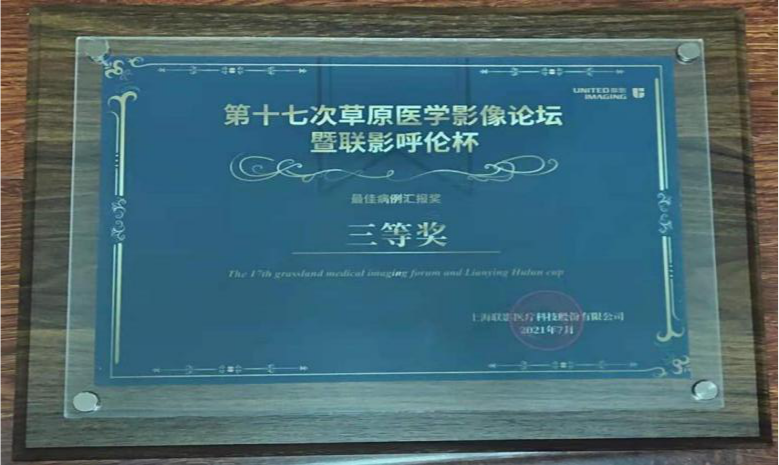 UNITED 联影
IMAGING
第十七次草原医学影像论坛
暨联影呼伦杯
最佳病例汇报奖
三等奖
The 17th grassland medical imaging forum and Lianying Hulun cup
上海联影医疗科技股份有限公司
2021年7月